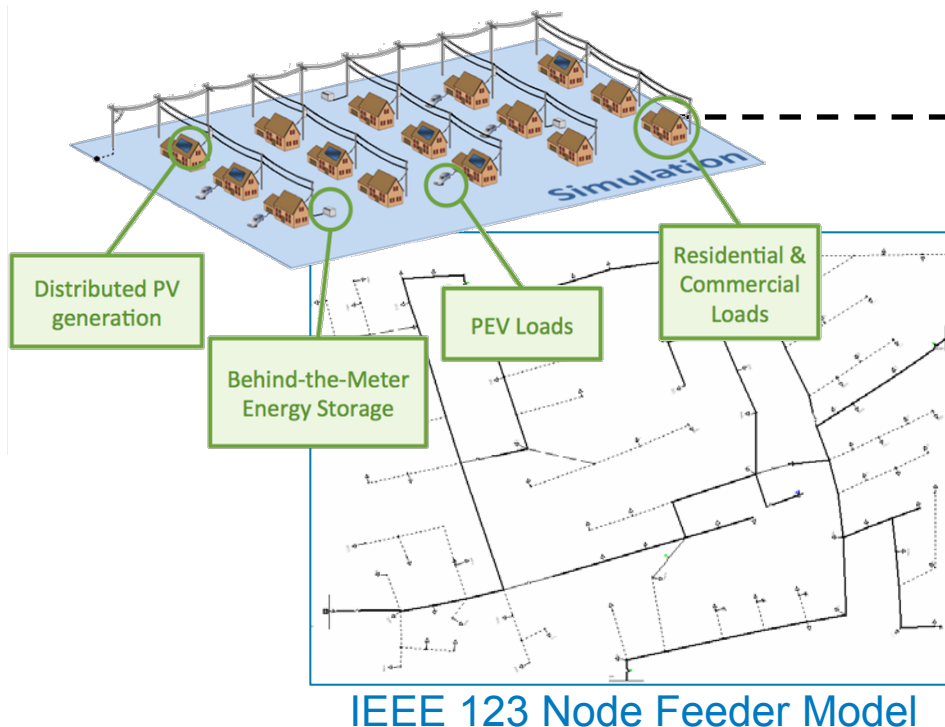 Simulation
Distributed PV
generation
Behind-the-Meter
Energy Storage
PEV Loads
Residential &
Commercial
Loads
IEEE 123 Node Feeder Model